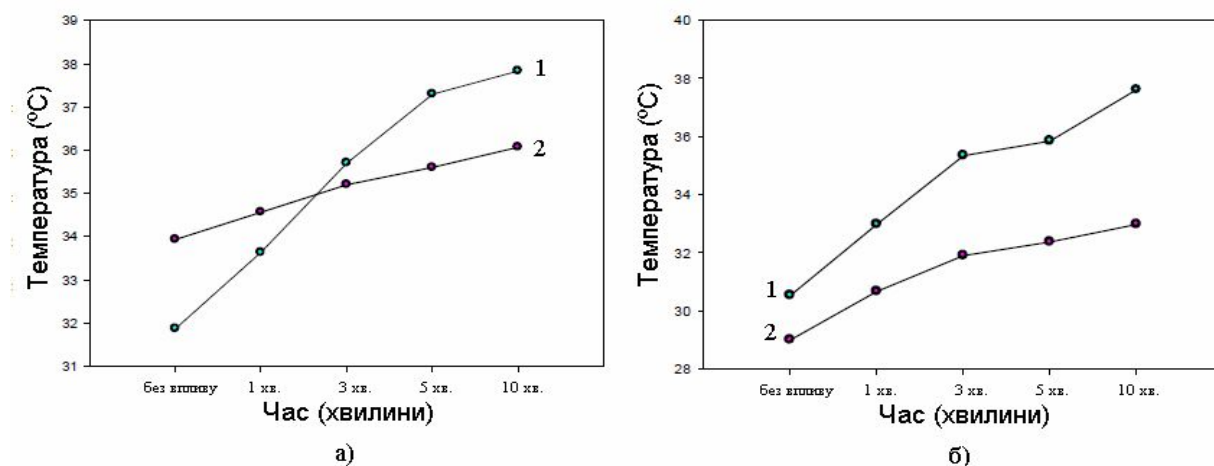 39
38
37
36
35
34
33
32
31
Температура (ºC)
1
2
без впливу 1 хв. 3 хв. 5 хв. 10 хв.
Час (хвилини)
а)
40
38
36
34
32
30
28
Температура (ºC)
1
2
без впливу 1 хв. 3 хв. 5 хв. 10 хв.
Час (хвилини)
б)